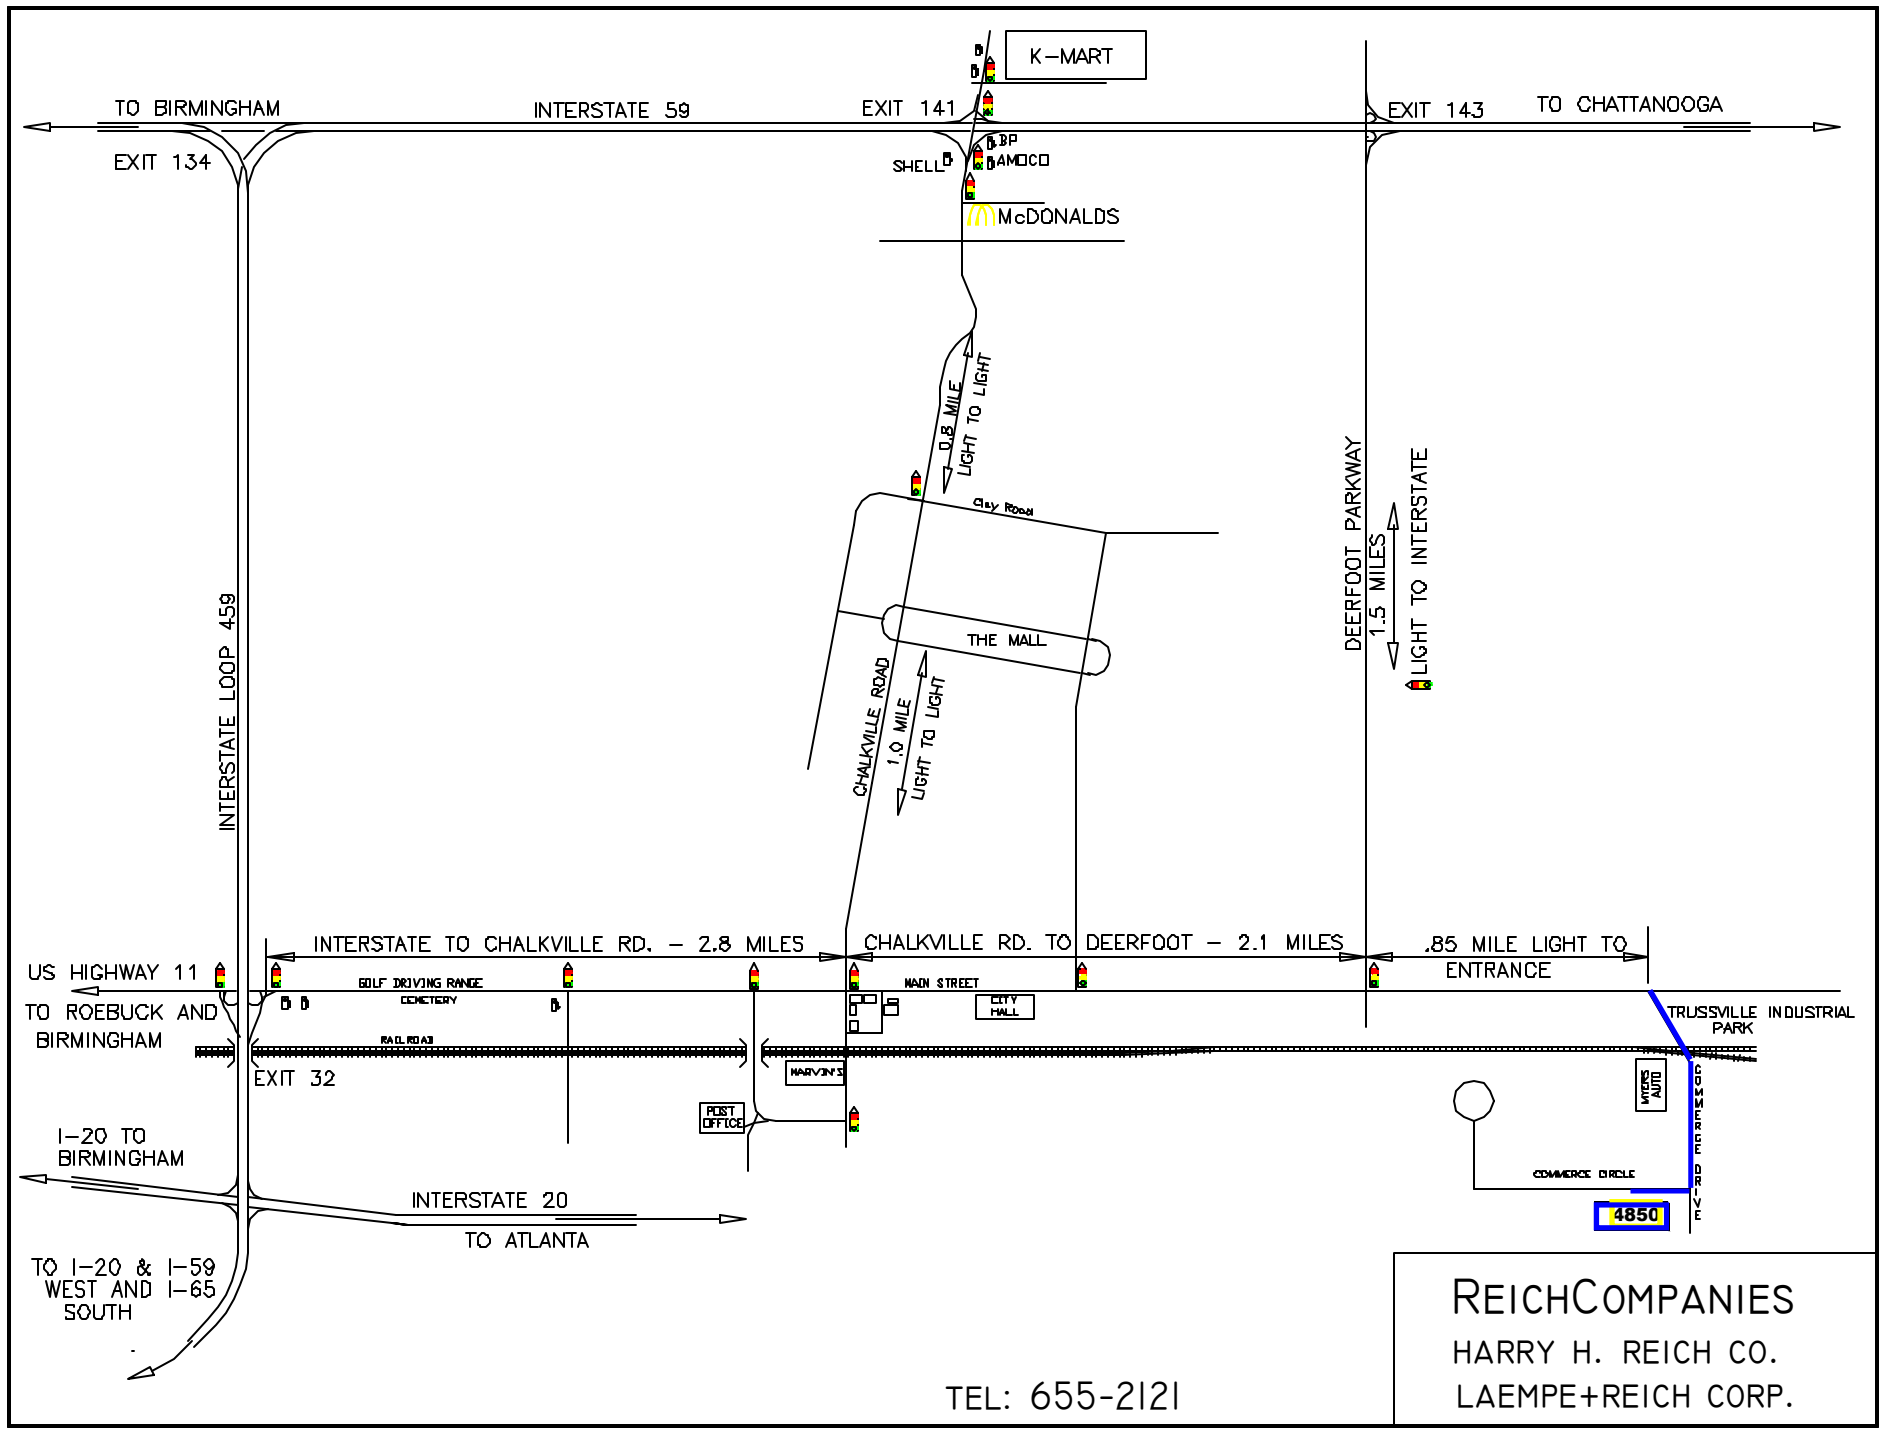 K-MART
TO BIRMINGHAM
INTERSTATE 59
EXIT 141
EXIT 143
TO CHATTANOOGA
EXIT 134
SHELL
BP
AMOCO
McDONALDS
0.8 MILE
LIGHT TO LIGHT
Clay Road
DEERFOOT PARKWAY
1.5 MILES
LIGHT TO INTERSTATE
INTERSTATE LOOP 459
THE MALL
CHALKVILLE ROAD
1.0 MILE
LIGHT TO LIGHT
INTERSTATE TO CHALKVILLE RD. - 2.8 MILES
CHALKVILLE RD. TO DEERFOOT - 2.1 MILES
.85 MILE LIGHT TO
ENTRANCE
US HIGHWAY 11
GOLF DRIVING RANGE
MAIN STREET
CEMETERY
CITY
HALL
TO ROEBUCK AND
BIRMINGHAM
TRUSSVILLE INDUSTRIAL
PARK
RAILROAD
EXIT 32
MARVIN'S
MYERS
AUTO
COMMERCE DRIVE
POST
OFFICE
I-20 TO
BIRMINGHAM
COMMERCE CIRCLE
INTERSTATE 20
4850
TO ATLANTA
TO I-20 & I-59
WEST AND I-65
SOUTH
REICHCOMPANIES
HARRY H. REICH CO.
LAEMPE+REICH CORP.
TEL: 655-2121